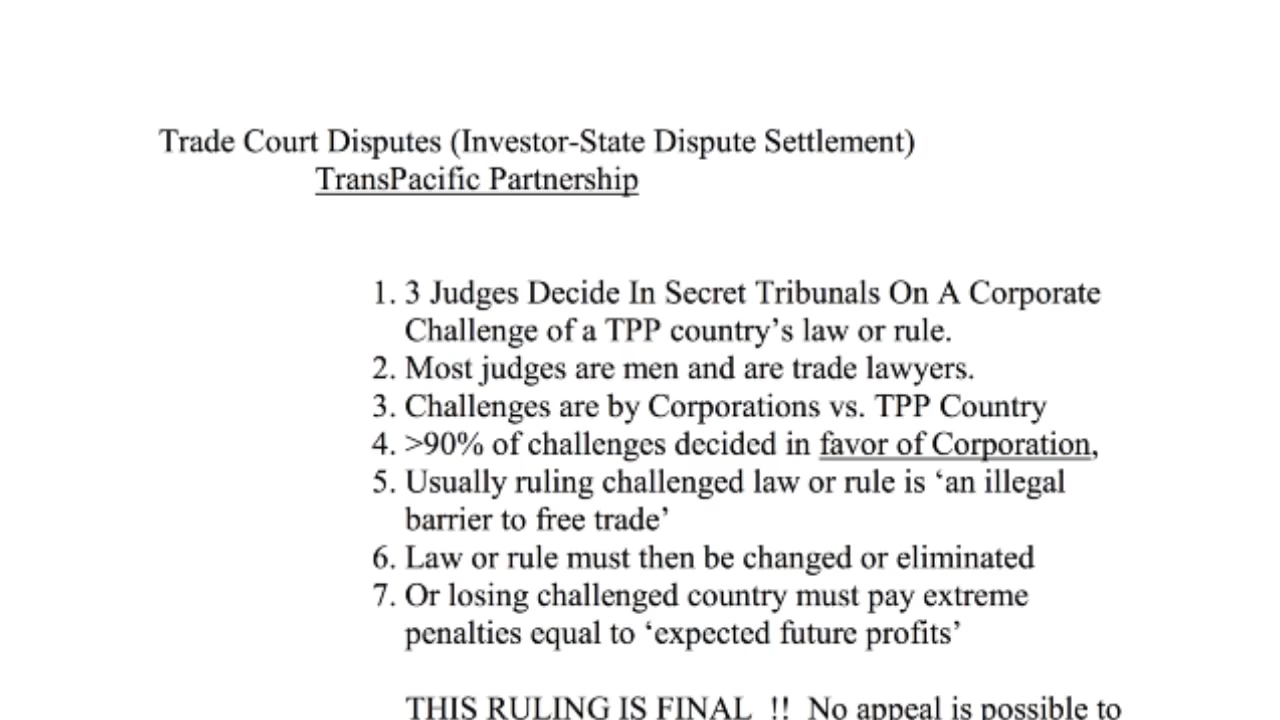 Trade Court Disputes (Investor-State Dispute Settlement)
TransPacific Partnership
1. 3 Judges Decide In Secret Tribunals On A Corporate
Challenge of a TPP country’s law or rule.
2. Most judges are men and are trade lawyers.
3. Challenges are by Corporations vs. TPP Country
4. >90% of challenges decided in favor of Corporation,
5. Usually ruling challenged law or rule is ‘an illegal
barrier to free trade’
6. Law or rule must then be changed or eliminated
7. Or losing challenged country must pay extreme
penalties equal to ‘expected future profits’
THIS RULING IS FINAL !! No appeal is possible to